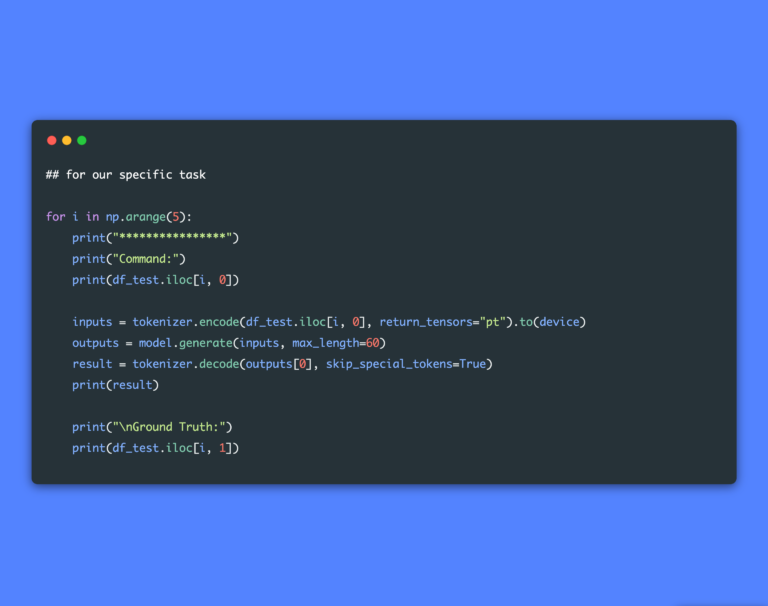 ## for our specific task
for i in np.arange(5):
    print("****************")
    print("Command:")
    print(df_test.iloc[i, 0])
    inputs = tokenizer.encode(df_test.iloc[i, 0], return_tensors="pt").to(device)
    outputs = model.generate(inputs, max_length=60)
    result = tokenizer.decode(outputs[0], skip_special_tokens=True)
    print(result)
    print("\nGround Truth:")
    print(df_test.iloc[i, 1])